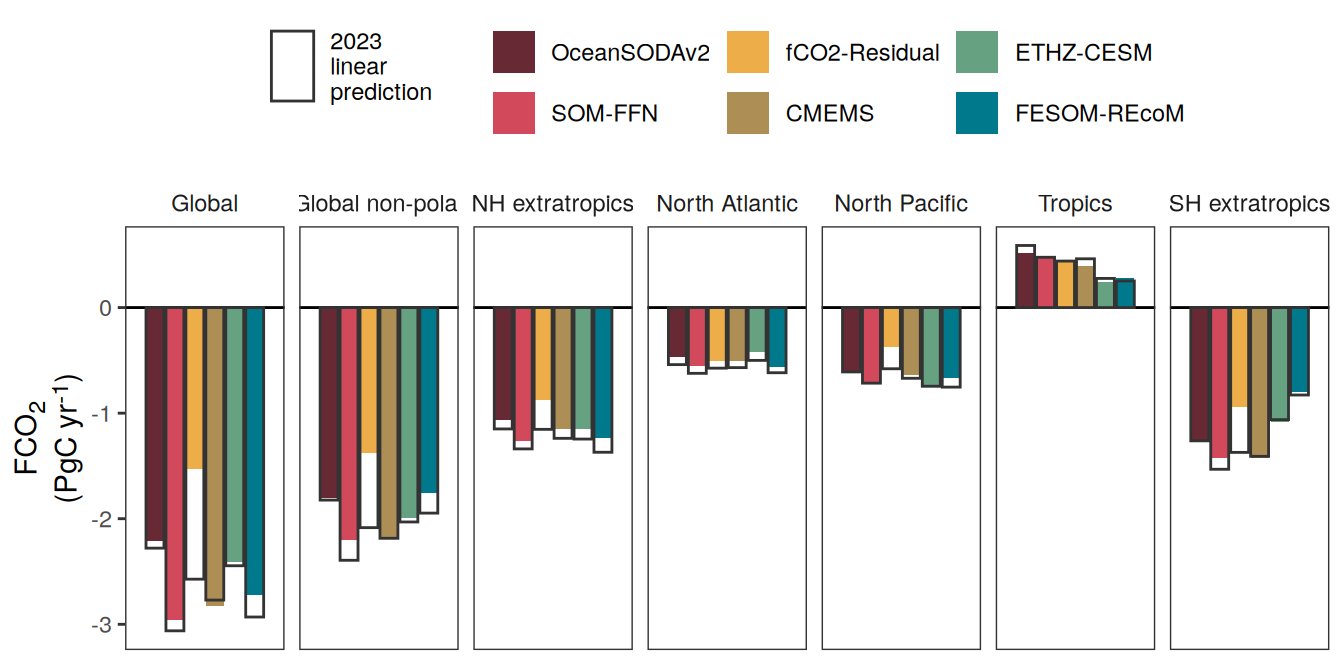 2023
linear
prediction
OceanSODAv2
fCO2-Residual
ETHZ-CESM
SOM-FFN
CMEMS
FESOM-REcoM
Global
Global non-pola
NH extratropics
North Atlantic
North Pacific
Tropics
SH extratropics
0
-1
-2
-3
FCO₂
(PgC yr⁻¹)